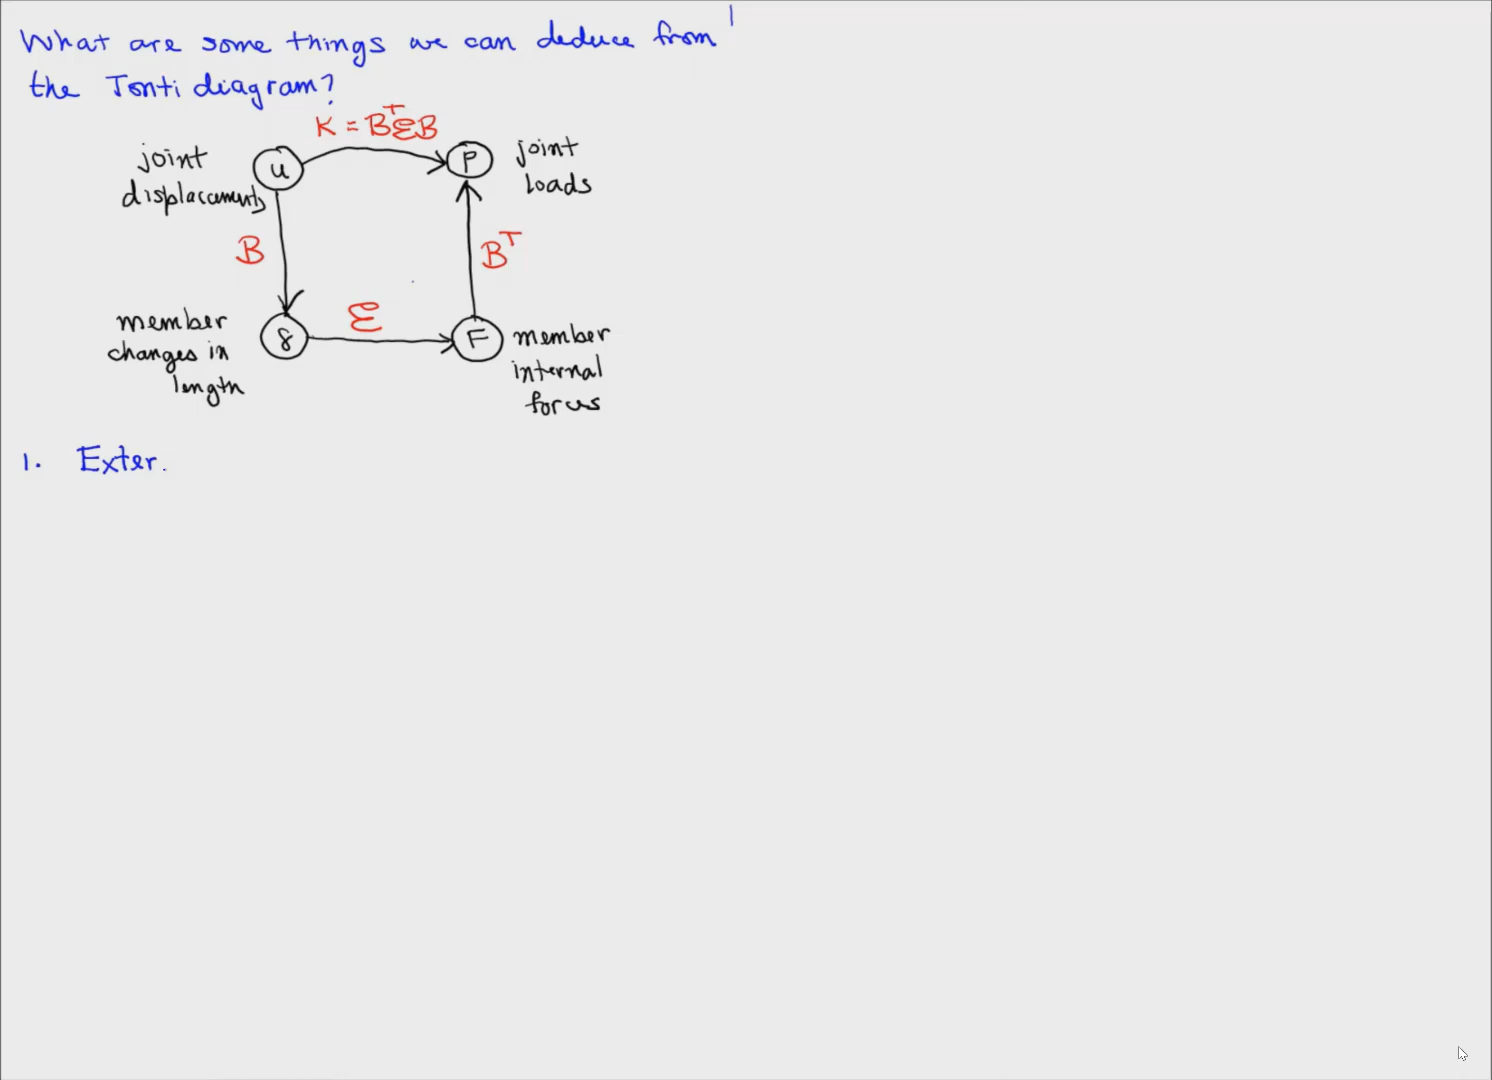 What are some things we can deduce from
the Tonti diagram?
K = BᵀƐB
joint
displacements
u
P
joint
loads
B
Bᵀ
member
changes in
length
δ
Ɛ
F
member
internal
forces
1. Exter.